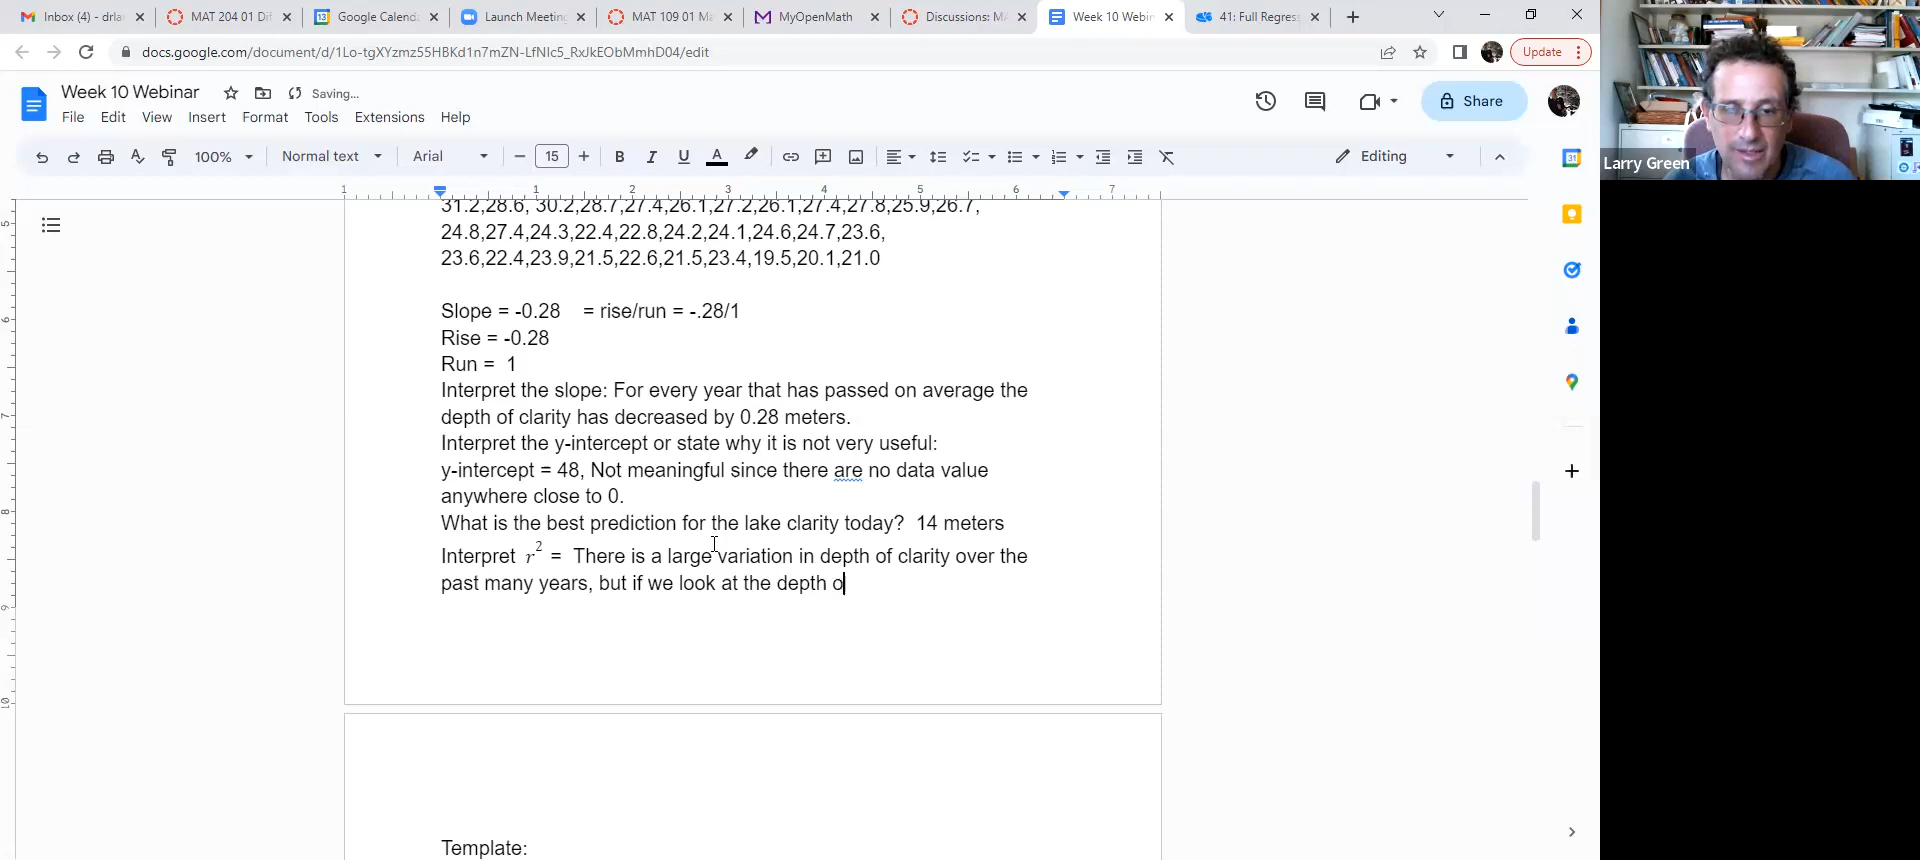 Inbox (4) - drla
MAT 204 01 Dif
Google Calend
Launch Meeting
MAT 109 01 Ma
MyOpenMath
Discussions: MA
Week 10 Webin
41: Full Regres
docs.google.com/document/d/1Lo-tgXYzmz55HBKd1n7mZN-LfNIc5_RxJkEObMmhD04/edit
Update
Week 10 Webinar
Saving...
File Edit View Insert Format Tools Extensions Help
Share
100% Normal text Arial 15 B I U A Editing
Larry Green
1 1 2 3 4 5 6 7
31.2,28.6, 30.2,28.7,27.4,26.1,27.2,26.1,27.4,27.8,25.9,26.7,
24.8,27.4,24.3,22.4,22.8,24.2,24.1,24.6,24.7,23.6,
23.6,22.4,23.9,21.5,22.6,21.5,23.4,19.5,20.1,21.0
Slope = -0.28 = rise/run = -.28/1
Rise = -0.28
Run = 1
Interpret the slope: For every year that has passed on average the
depth of clarity has decreased by 0.28 meters.
Interpret the y-intercept or state why it is not very useful:
y-intercept = 48, Not meaningful since there are no data value
anywhere close to 0.
What is the best prediction for the lake clarity today? 14 meters
Interpret r² = There is a large variation in depth of clarity over the
past many years, but if we look at the depth o
Template: